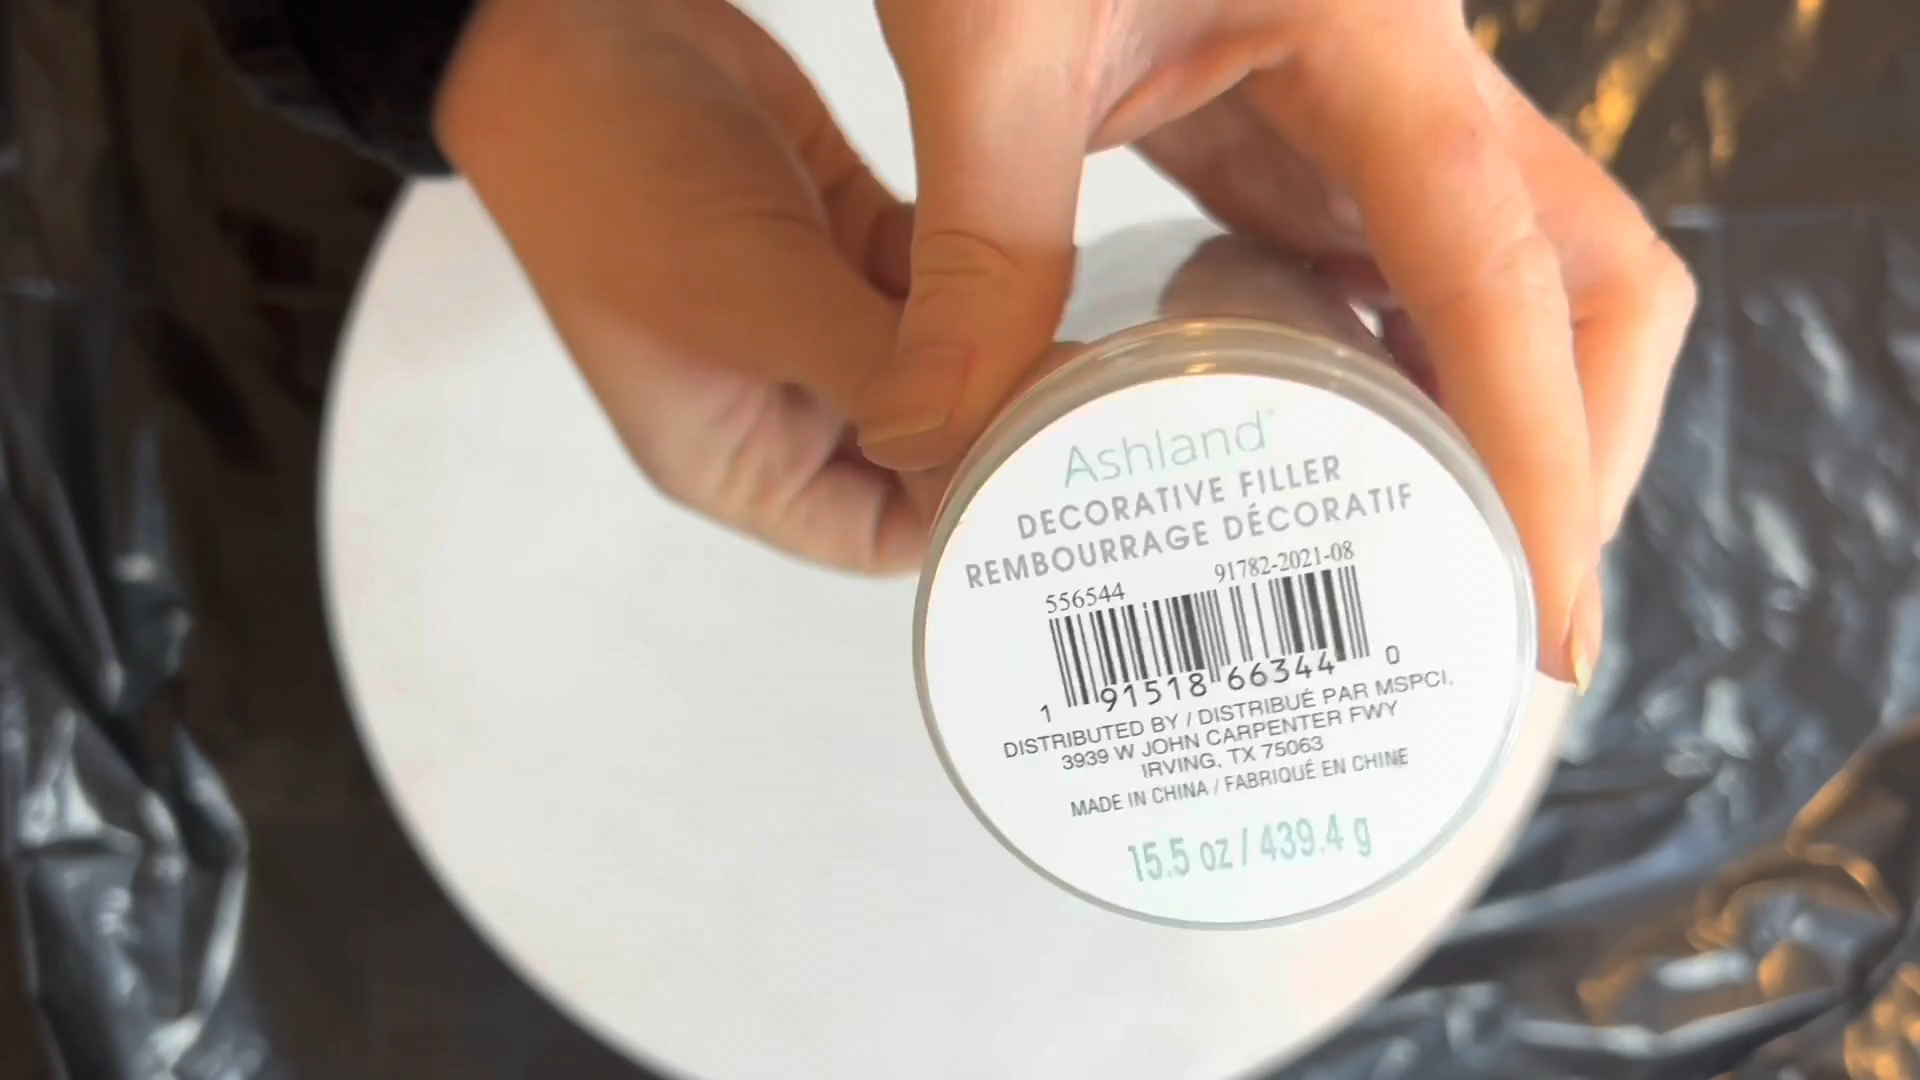 Ashland™
DECORATIVE FILLER
REMBOURRAGE DÉCORATIF
556544 91782-2021-08
1 91518 66344 0
DISTRIBUTED BY / DISTRIBUÉ PAR MSPCI,
3939 W JOHN CARPENTER FWY
IRVING, TX 75063
MADE IN CHINA / FABRIQUÉ EN CHINE
15.5 oz / 439.4 g